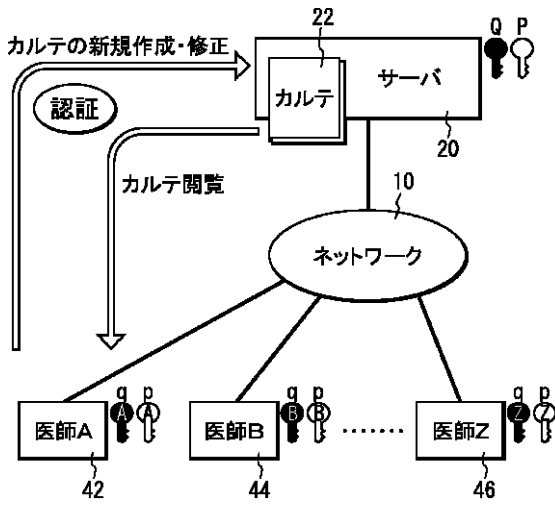 22
Q P
カルテの新規作成・修正
サーバ
カルテ
認証
20
カルテ閲覧
10
ネットワーク
q p
q p
q p
医師A
A A
医師B
B B
········
医師Z
Z Z
42
44
46